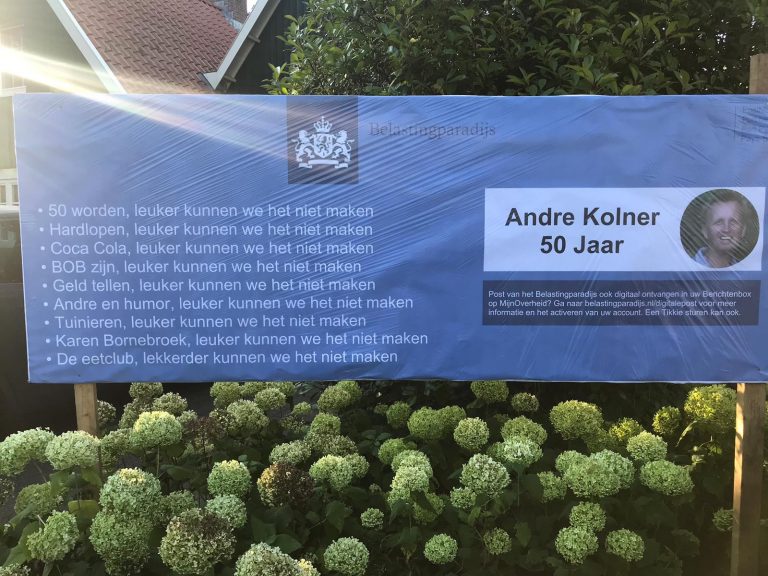 Belastingparadijs
• 50 worden, leuker kunnen we het niet maken
• Hardlopen, leuker kunnen we het niet maken
• Coca Cola, leuker kunnen we het niet maken
• BOB zijn, leuker kunnen we het niet maken
• Geld tellen, leuker kunnen we het niet maken
• Andre en humor, leuker kunnen we het niet maken
• Tuinieren, leuker kunnen we het niet maken
• Karen Bornebroek, leuker kunnen we het niet maken
• De eetclub, lekkerder kunnen we het niet maken
Andre Kolner
50 Jaar
Post van het Belastingparadijs ook digitaal ontvangen in uw Berichtenbox
op MijnOverheid? Ga naar belastingparadijs.nl/digitalepost voor meer
informatie en het activeren van uw account. Een Tikkie sturen kan ook.